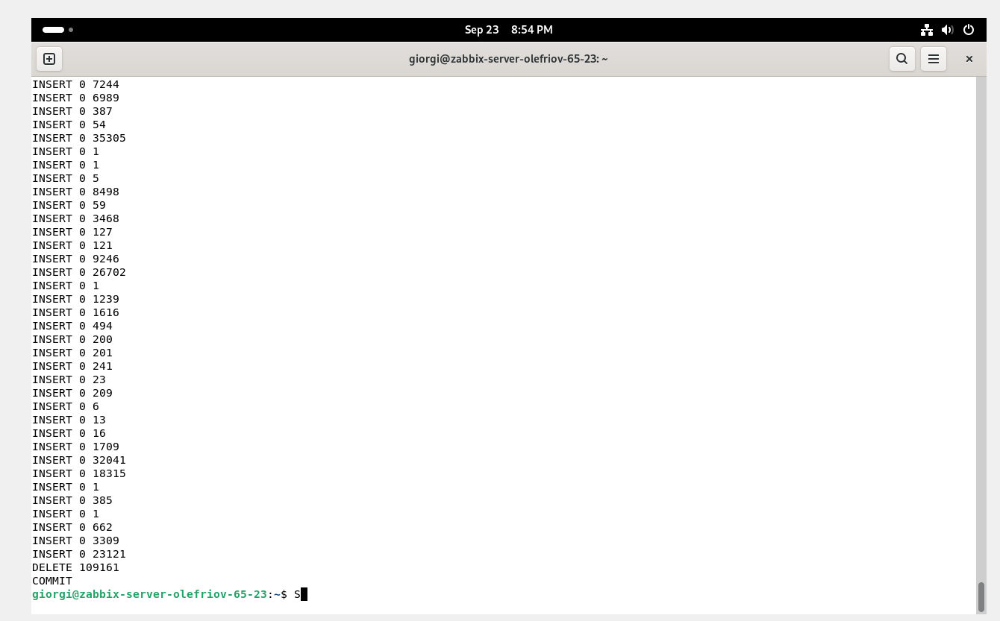 Sep 23 8:54 PM
giorgi@zabbix-server-olefriov-65-23: ~
INSERT 0 7244
INSERT 0 6989
INSERT 0 387
INSERT 0 54
INSERT 0 35305
INSERT 0 1
INSERT 0 1
INSERT 0 5
INSERT 0 8498
INSERT 0 59
INSERT 0 3468
INSERT 0 127
INSERT 0 121
INSERT 0 9246
INSERT 0 26702
INSERT 0 1
INSERT 0 1239
INSERT 0 1616
INSERT 0 494
INSERT 0 200
INSERT 0 201
INSERT 0 241
INSERT 0 23
INSERT 0 209
INSERT 0 6
INSERT 0 13
INSERT 0 16
INSERT 0 1709
INSERT 0 32041
INSERT 0 18315
INSERT 0 1
INSERT 0 385
INSERT 0 1
INSERT 0 662
INSERT 0 3309
INSERT 0 23121
DELETE 109161
COMMIT
giorgi@zabbix-server-olefriov-65-23:~$ S